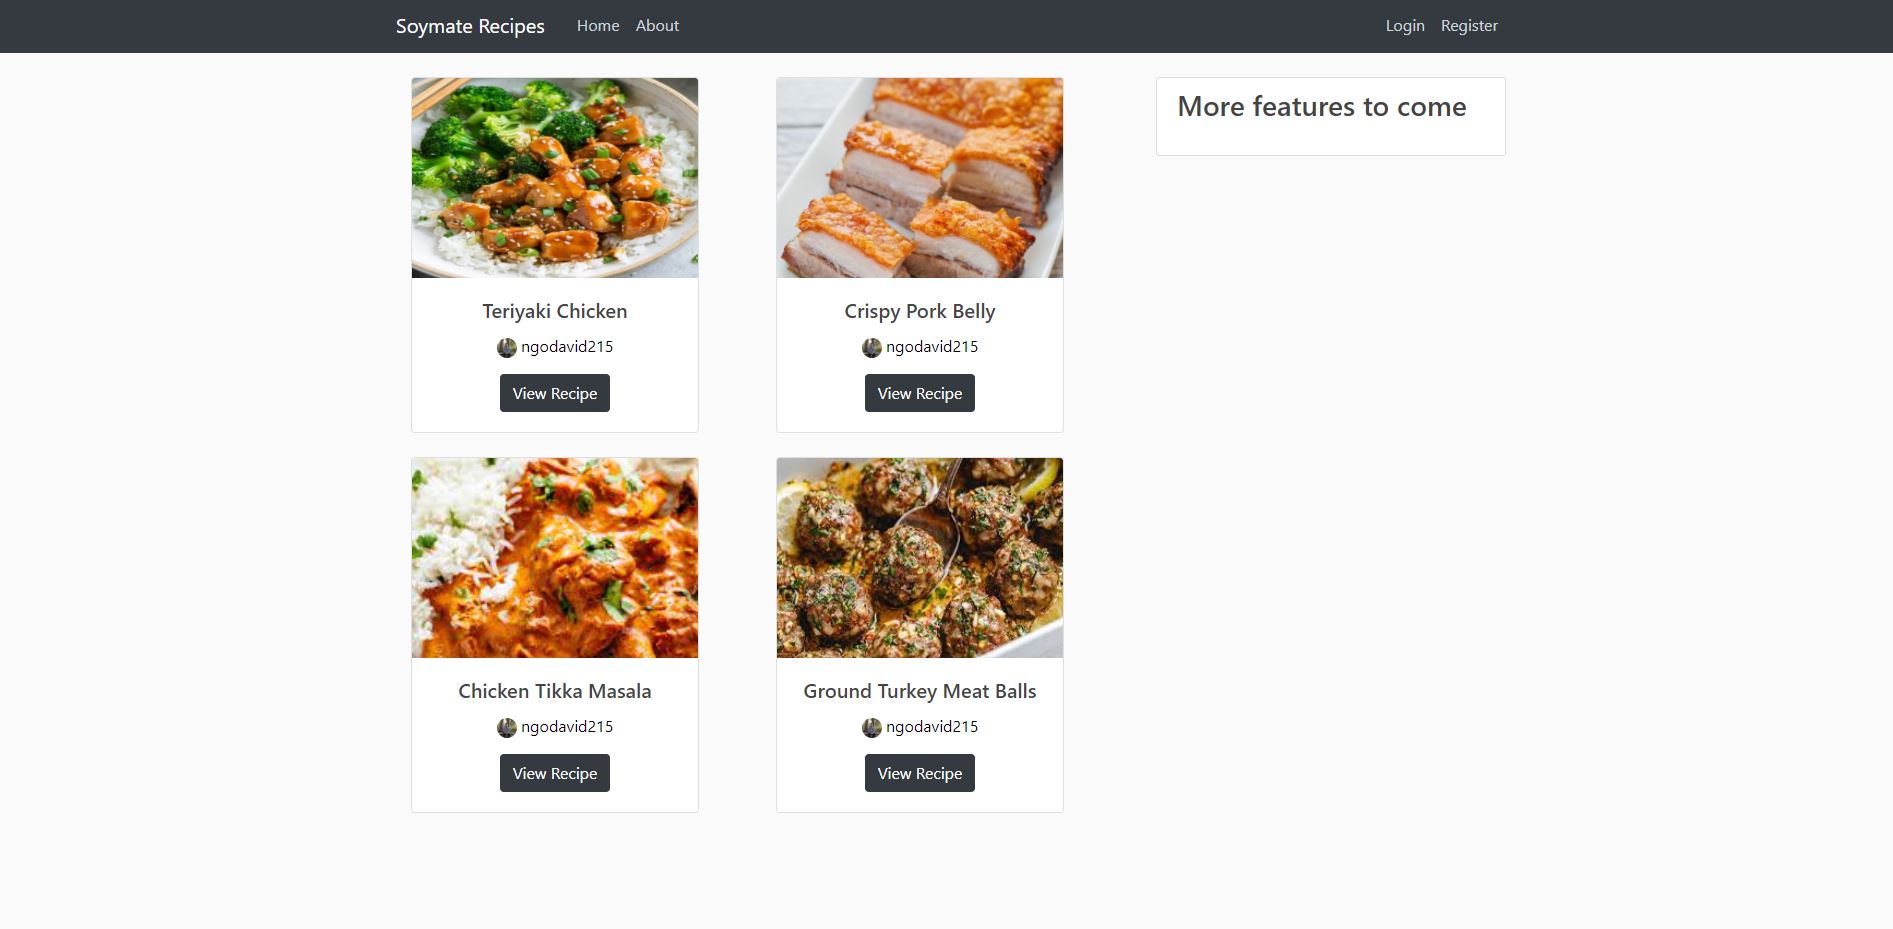 Soymate Recipes Home About Login Register
More features to come
Teriyaki Chicken
ngodavid215
View Recipe
Crispy Pork Belly
ngodavid215
View Recipe
Chicken Tikka Masala
ngodavid215
View Recipe
Ground Turkey Meat Balls
ngodavid215
View Recipe